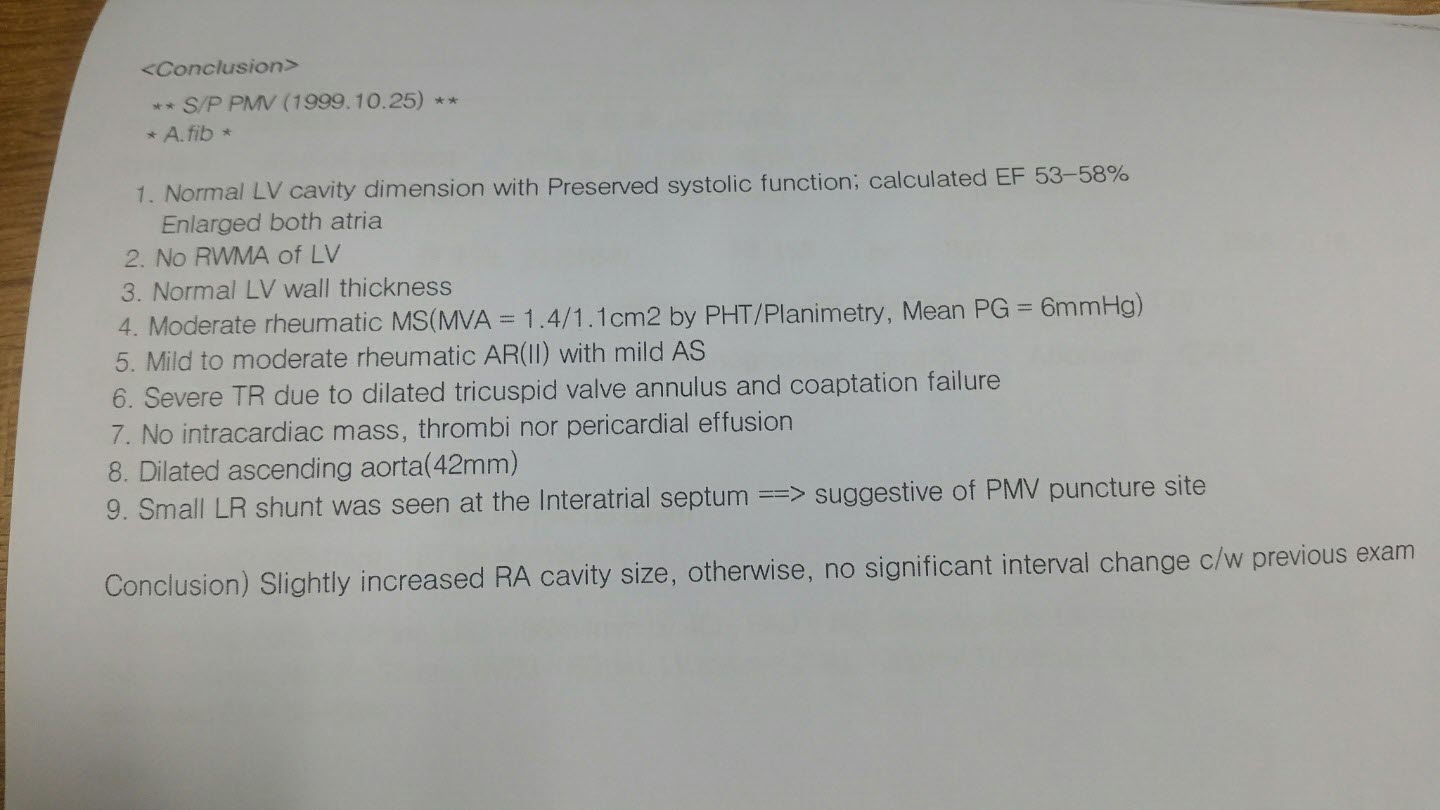 <Conclusion>
** S/P PMV (1999.10.25) **
* A.fib *
1. Normal LV cavity dimension with Preserved systolic function; calculated EF 53-58%
Enlarged both atria
2. No RWMA of LV
3. Normal LV wall thickness
4. Moderate rheumatic MS(MVA = 1.4/1.1cm2 by PHT/Planimetry, Mean PG = 6mmHg)
5. Mild to moderate rheumatic AR(II) with mild AS
6. Severe TR due to dilated tricuspid valve annulus and coaptation failure
7. No intracardiac mass, thrombi nor pericardial effusion
8. Dilated ascending aorta(42mm)
9. Small LR shunt was seen at the Interatrial septum ==> suggestive of PMV puncture site
Conclusion) Slightly increased RA cavity size, otherwise, no significant interval change c/w previous exam